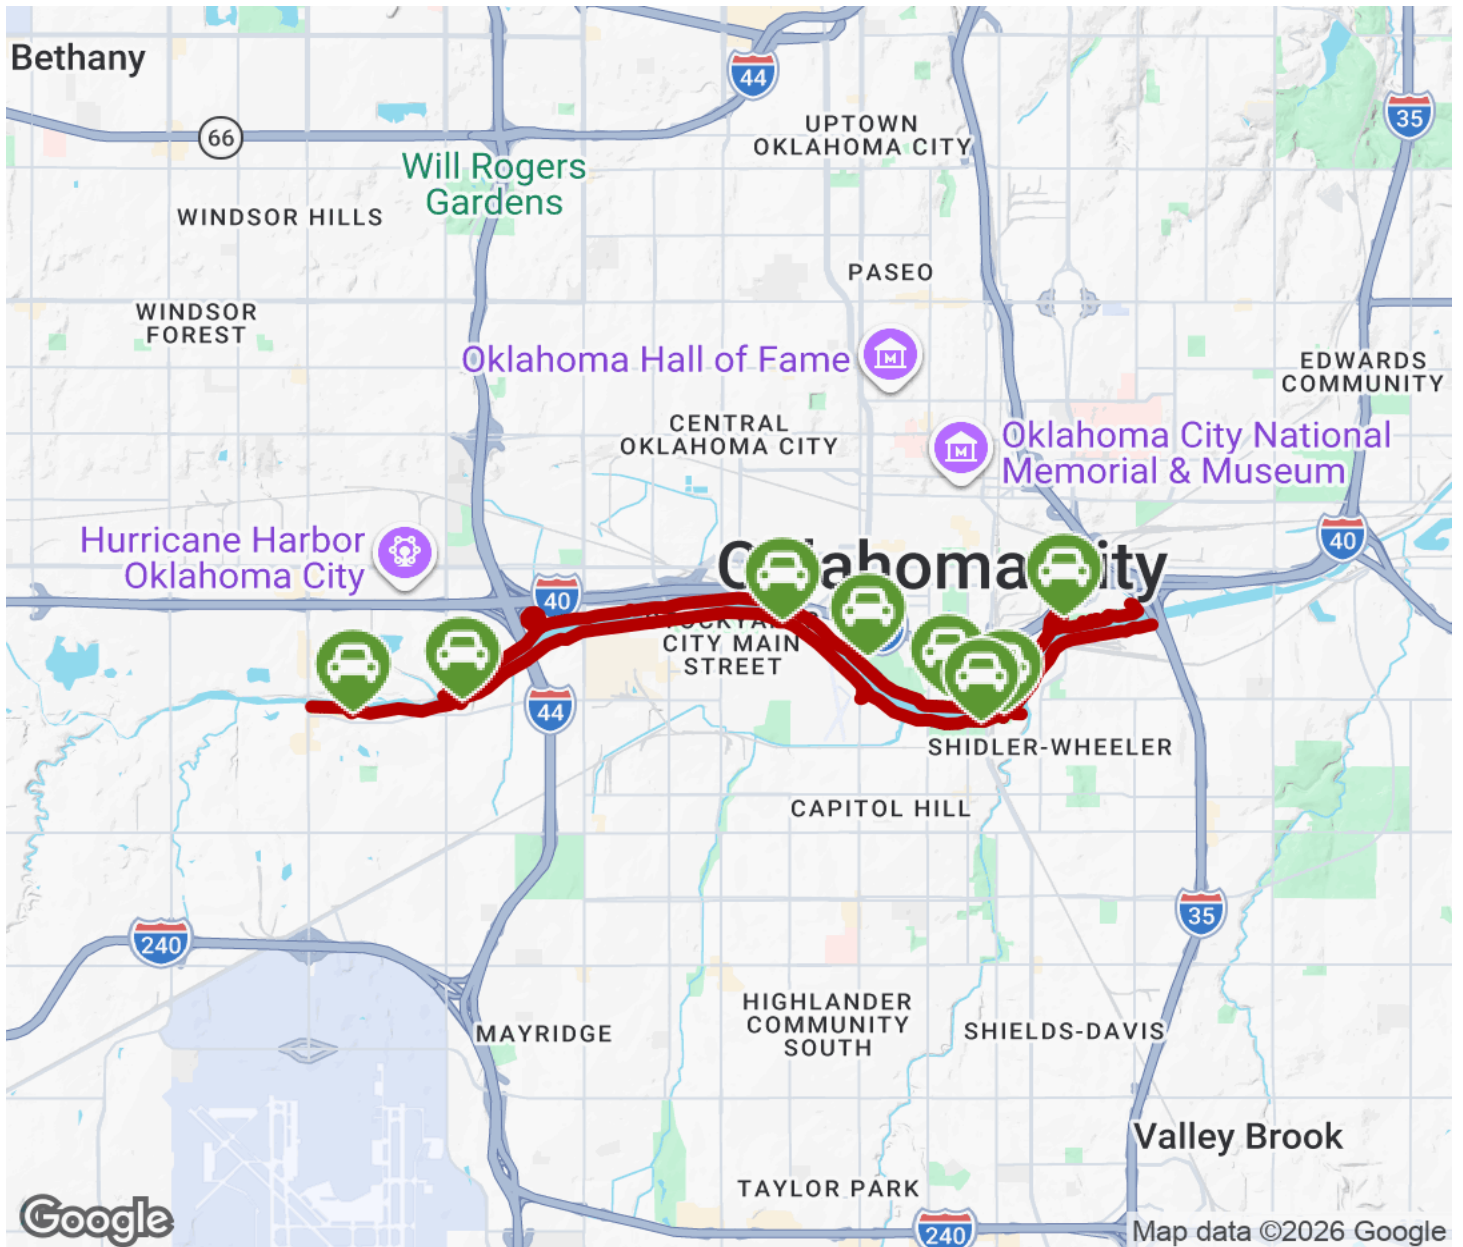 Bethany
44
35
66
UPTOWN
OKLAHOMA CITY
Will Rogers
Gardens
WINDSOR HILLS
PASEO
WINDSOR
FOREST
Oklahoma Hall of Fame
EDWARDS
COMMUNITY
CENTRAL
OKLAHOMA CITY
Oklahoma City National
Memorial & Museum
Hurricane Harbor
Oklahoma City
40
Oklahoma City
40
CITY MAIN
STREET
44
SHIDLER-WHEELER
CAPITOL HILL
35
240
HIGHLANDER
COMMUNITY
SOUTH
SHIELDS-DAVIS
MAYRIDGE
Valley Brook
TAYLOR PARK
240
Google
Map data ©2026 Google